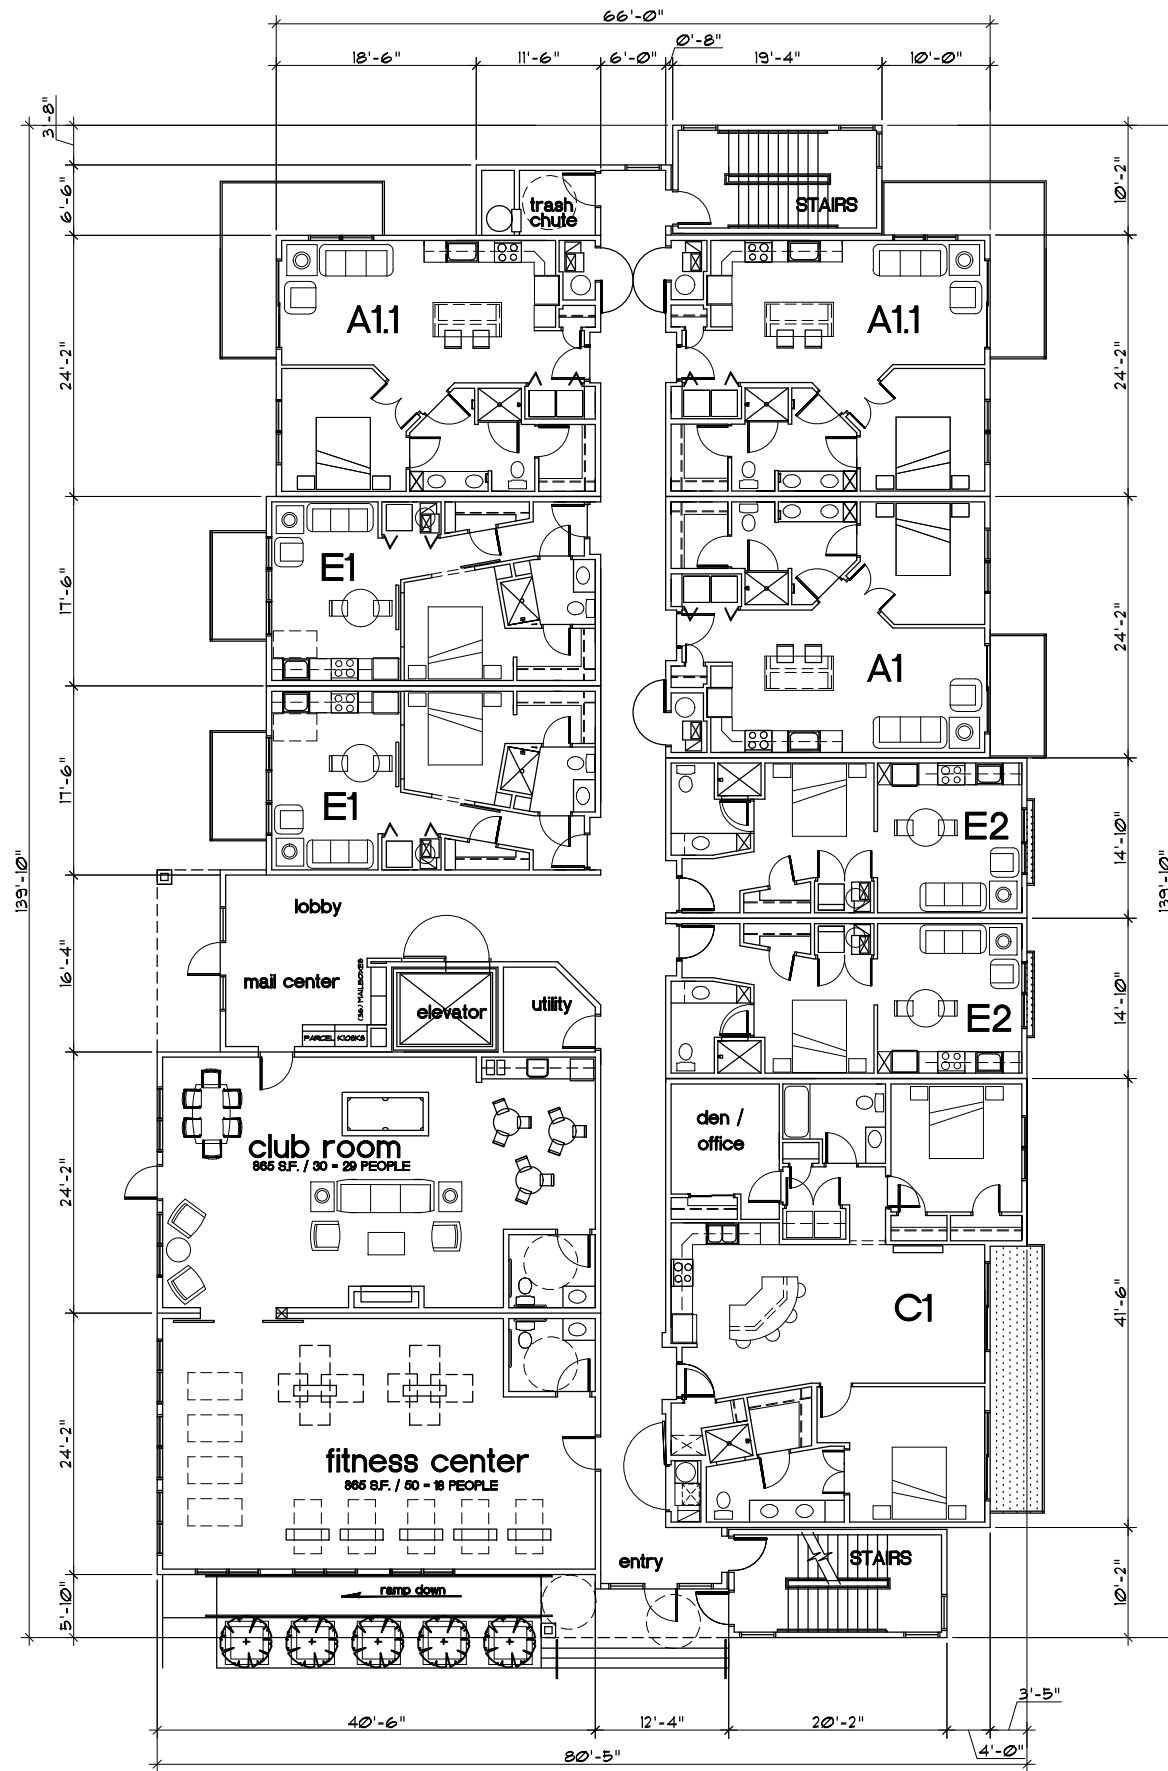 66'-0"
0'-8"
18'-6"
11'-6"
6'-0"
19'-4"
10'-0"
3'-8"
6'-6"
10'-2"
trash
chute
STAIRS
A1.1
A1.1
24'-2"
24'-2"
E1
17'-6"
24'-2"
A1
E1
17'-6"
E2
14'-10"
139'-10"
139'-10"
lobby
mail center
(36) MAILBOXES
elevator
utility
PARCEL KIOSKS
16'-4"
E2
14'-10"
den /
office
club room
865 S.F. / 30 = 29 PEOPLE
24'-2"
C1
41'-6"
fitness center
865 S.F. / 50 = 18 PEOPLE
24'-2"
entry
STAIRS
ramp down
5'-10"
10'-2"
3'-5"
40'-6"
12'-4"
20'-2"
4'-0"
80'-5"